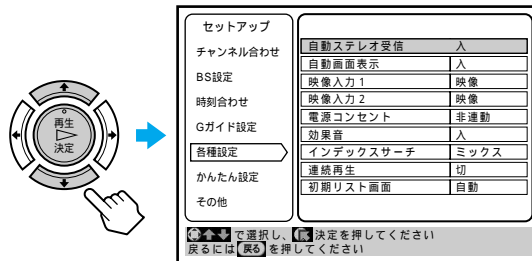 再生
決定
セットアップ
チャンネル合わせ
BS設定
時刻合わせ
Gガイド設定
各種設定
かんたん設定
その他
自動ステレオ受信 入
自動画面表示 入
映像入力1 映像
映像入力2 映像
電源コンセント 非連動
効果音 入
インデックスサーチ ミックス
連続再生 切
初期リスト画面 自動
で選択し、決定を押してください
戻るには 戻る を押してください